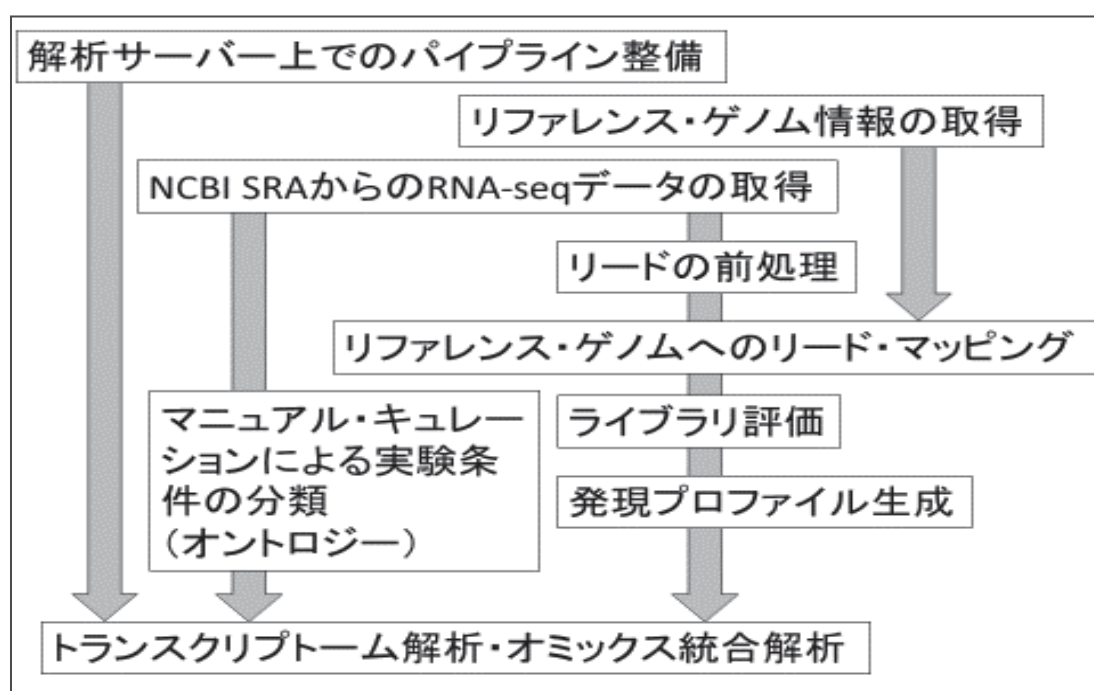 解析サーバー上でのパイプライン整備
リファレンス・ゲノム情報の取得
NCBI SRAからのRNA-seqデータの取得
リードの前処理
リファレンス・ゲノムへのリード・マッピング
マニュアル・キュレー
ションによる実験条
件の分類
（オントロジー）
ライブラリ評価
発現プロファイル生成
トランスクリプトーム解析・オミックス統合解析